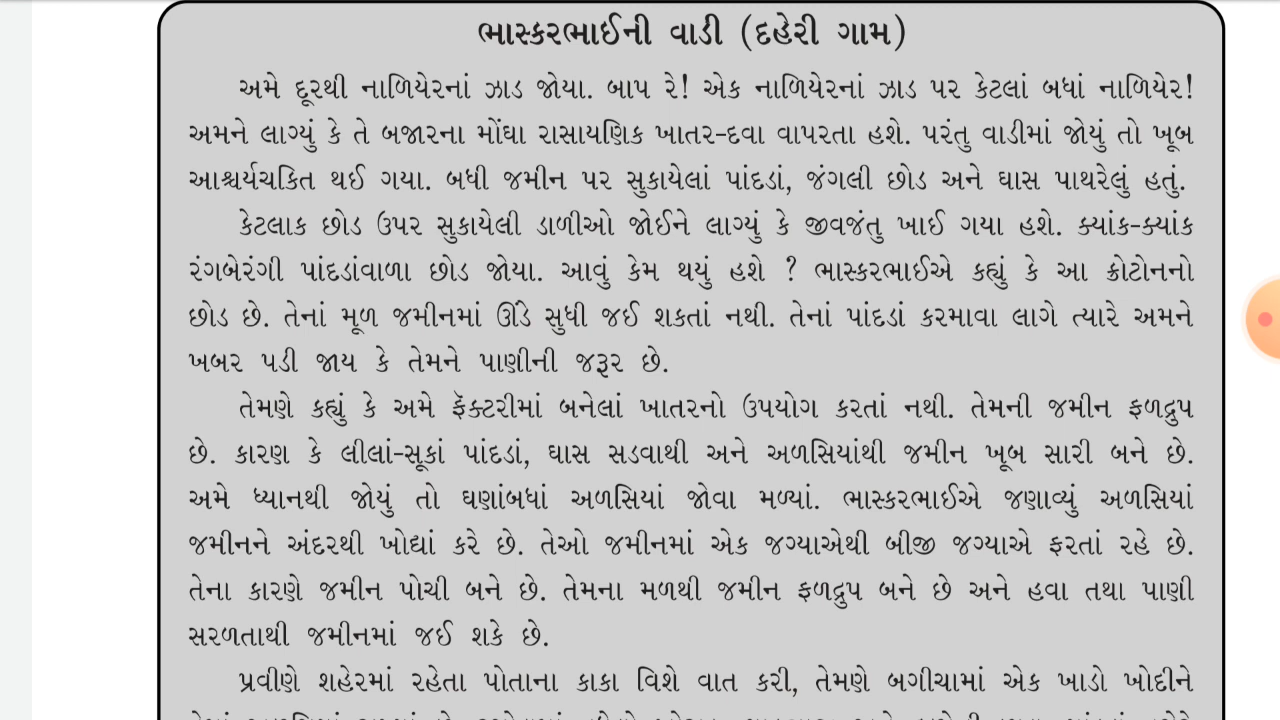 ભાસ્કરભાઈની વાડી (દહેરી ગામ)
અમે દૂરથી નાળિયેરનાં ઝાડ જોયા. બાપ રે! એક નાળિયેરનાં ઝાડ પર કેટલાં બધાં નાળિયેર!
અમને લાગ્યું કે તે બજારના મોંઘા રાસાયણિક ખાતર-દવા વાપરતા હશે. પરંતુ વાડીમાં જોયું તો ખૂબ
આશ્ચર્યચકિત થઈ ગયા. બધી જમીન પર સુકાયેલાં પાંદડાં, જંગલી છોડ અને ઘાસ પાથરેલું હતું.
કેટલાક છોડ ઉપર સુકાયેલી ડાળીઓ જોઈને લાગ્યું કે જીવજંતુ ખાઈ ગયા હશે. ક્યાંક-ક્યાંક
રંગબેરંગી પાંદડાંવાળા છોડ જોયા. આવું કેમ થયું હશે ? ભાસ્કરભાઈએ કહ્યું કે આ ક્રોટોનનો
છોડ છે. તેનાં મૂળ જમીનમાં ઊંડે સુધી જઈ શકતાં નથી. તેનાં પાંદડાં કરમાવા લાગે ત્યારે અમને
ખબર પડી જાય કે તેમને પાણીની જરૂર છે.
તેમણે કહ્યું કે અમે ફૅક્ટરીમાં બનેલાં ખાતરનો ઉપયોગ કરતાં નથી. તેમની જમીન ફળદ્રુપ
છે. કારણ કે લીલાં-સૂકાં પાંદડાં, ઘાસ સડવાથી અને અળસિયાંથી જમીન ખૂબ સારી બને છે.
અમે ધ્યાનથી જોયું તો ઘણાંબધાં અળસિયાં જોવા મળ્યાં. ભાસ્કરભાઈએ જણાવ્યું અળસિયાં
જમીનને અંદરથી ખોદ્યાં કરે છે. તેઓ જમીનમાં એક જગ્યાએથી બીજી જગ્યાએ ફરતાં રહે છે.
તેના કારણે જમીન પોચી બને છે. તેમના મળથી જમીન ફળદ્રુપ બને છે અને હવા તથા પાણી
સરળતાથી જમીનમાં જઈ શકે છે.
પ્રવીણે શહેરમાં રહેતા પોતાના કાકા વિશે વાત કરી, તેમણે બગીચામાં એક ખાડો ખોદીને